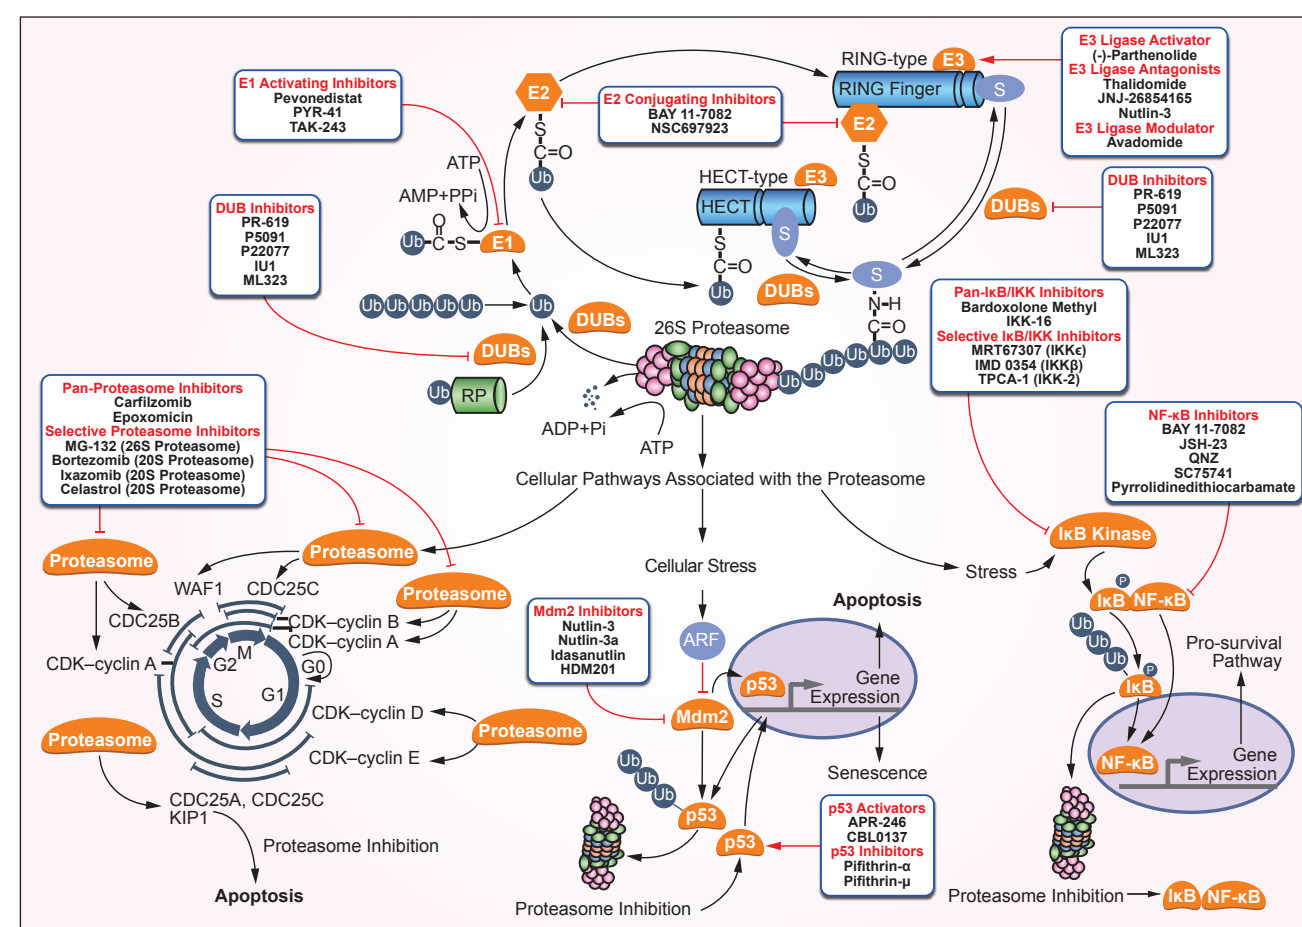 RING-type E3
RING Finger
S
E3 Ligase Activator
(-)-Parthenolide
E3 Ligase Antagonists
Thalidomide
JNJ-26854165
Nutlin-3
E3 Ligase Modulator
Avadomide
E1 Activating Inhibitors
Pevonedistat
PYR-41
TAK-243
E2
S
C=O
Ub
E2 Conjugating Inhibitors
BAY 11-7082
NSC697923
E2
S
C=O
Ub
ATP
AMP+PPi
O
Ub–C–S–E1
HECT-type E3
HECT
S
S
C=O
Ub
DUBs
DUBs
DUB Inhibitors
PR-619
P5091
P22077
IU1
ML323
DUB Inhibitors
PR-619
P5091
P22077
IU1
ML323
S
N-H
C=O
Ub Ub Ub Ub Ub Ub
UbUbUbUbUb
Ub
DUBs
DUBs
Ub RP
26S Proteasome
ADP+Pi
ATP
Pan-IκB/IKK Inhibitors
Bardoxolone Methyl
IKK-16
Selective IκB/IKK Inhibitors
MRT67307 (IKKϵ)
IMD 0354 (IKKβ)
TPCA-1 (IKK-2)
Pan-Proteasome Inhibitors
Carfilzomib
Epoxomicin
Selective Proteasome Inhibitors
MG-132 (26S Proteasome)
Bortezomib (20S Proteasome)
Ixazomib (20S Proteasome)
Celastrol (20S Proteasome)
NF-κB Inhibitors
BAY 11-7082
JSH-23
QNZ
SC75741
Pyrrolidinedithiocarbamate
Cellular Pathways Associated with the Proteasome
Proteasome
Proteasome
Proteasome
WAF1
CDC25C
CDC25B
CDK–cyclin B
CDK–cyclin A
CDK–cyclin A
M
G2
G0
G1
S
CDK–cyclin D
CDK–cyclin E
Proteasome
Proteasome
CDC25A, CDC25C
KIP1
Proteasome Inhibition
Apoptosis
Cellular Stress
ARF
Mdm2 Inhibitors
Nutlin-3
Nutlin-3a
Idasanutlin
HDM201
Mdm2
Apoptosis
p53
Gene
Expression
Senescence
Ub
Ub
Ub
p53
p53
Proteasome Inhibition
p53 Activators
APR-246
CBL0137
p53 Inhibitors
Pifithrin-α
Pifithrin-μ
Stress
IκB Kinase
P
IκB NF-κB
Ub
Ub
Ub
P
IκB
Pro-survival
Pathway
NF-κB
Gene
Expression
Proteasome Inhibition
IκB NF-κB